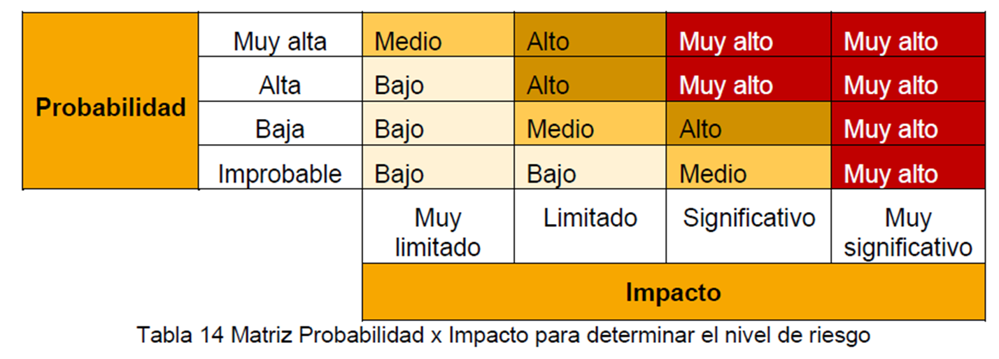 Muy alta Medio Alto Muy alto Muy alto
Alta Bajo Alto Muy alto Muy alto
Probabilidad
Baja Bajo Medio Alto Muy alto
Improbable Bajo Bajo Medio Muy alto
Muy Limitado Significativo Muy
limitado significativo
Impacto
Tabla 14 Matriz Probabilidad x Impacto para determinar el nivel de riesgo